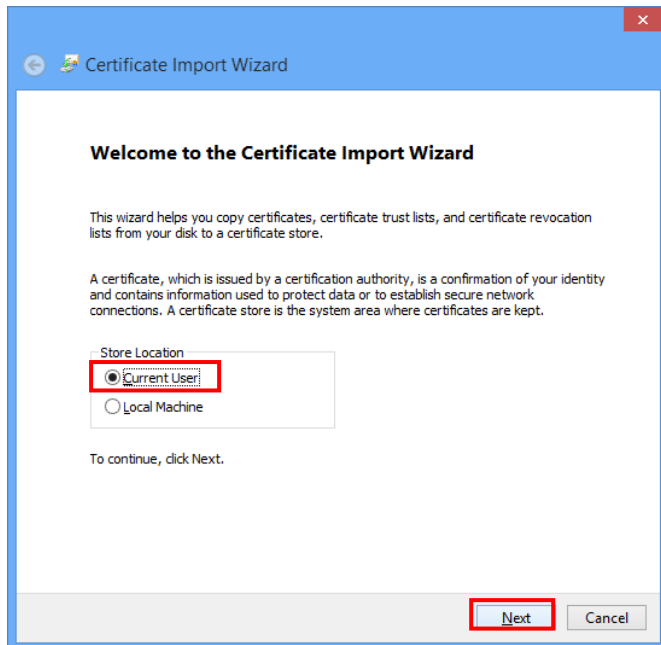 Certificate Import Wizard
Welcome to the Certificate Import Wizard
This wizard helps you copy certificates, certificate trust lists, and certificate revocation
lists from your disk to a certificate store.
A certificate, which is issued by a certification authority, is a confirmation of your identity
and contains information used to protect data or to establish secure network
connections. A certificate store is the system area where certificates are kept.
Store Location
Current User
Local Machine
To continue, click Next.
Next
Cancel